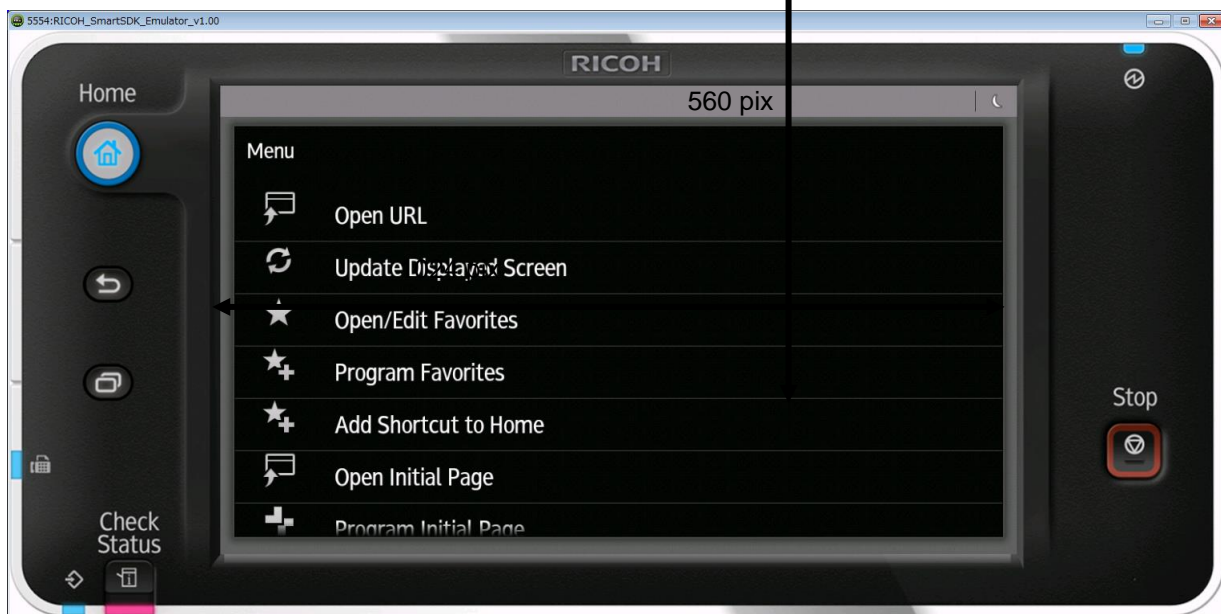 5554:RICOH_SmartSDK_Emulator_v1.00
RICOH
Home
560 pix
Menu
Open URL
Update Displayed Screen
Open/Edit Favorites
Program Favorites
Add Shortcut to Home
Open Initial Page
Program Initial Page
Stop
Check
Status